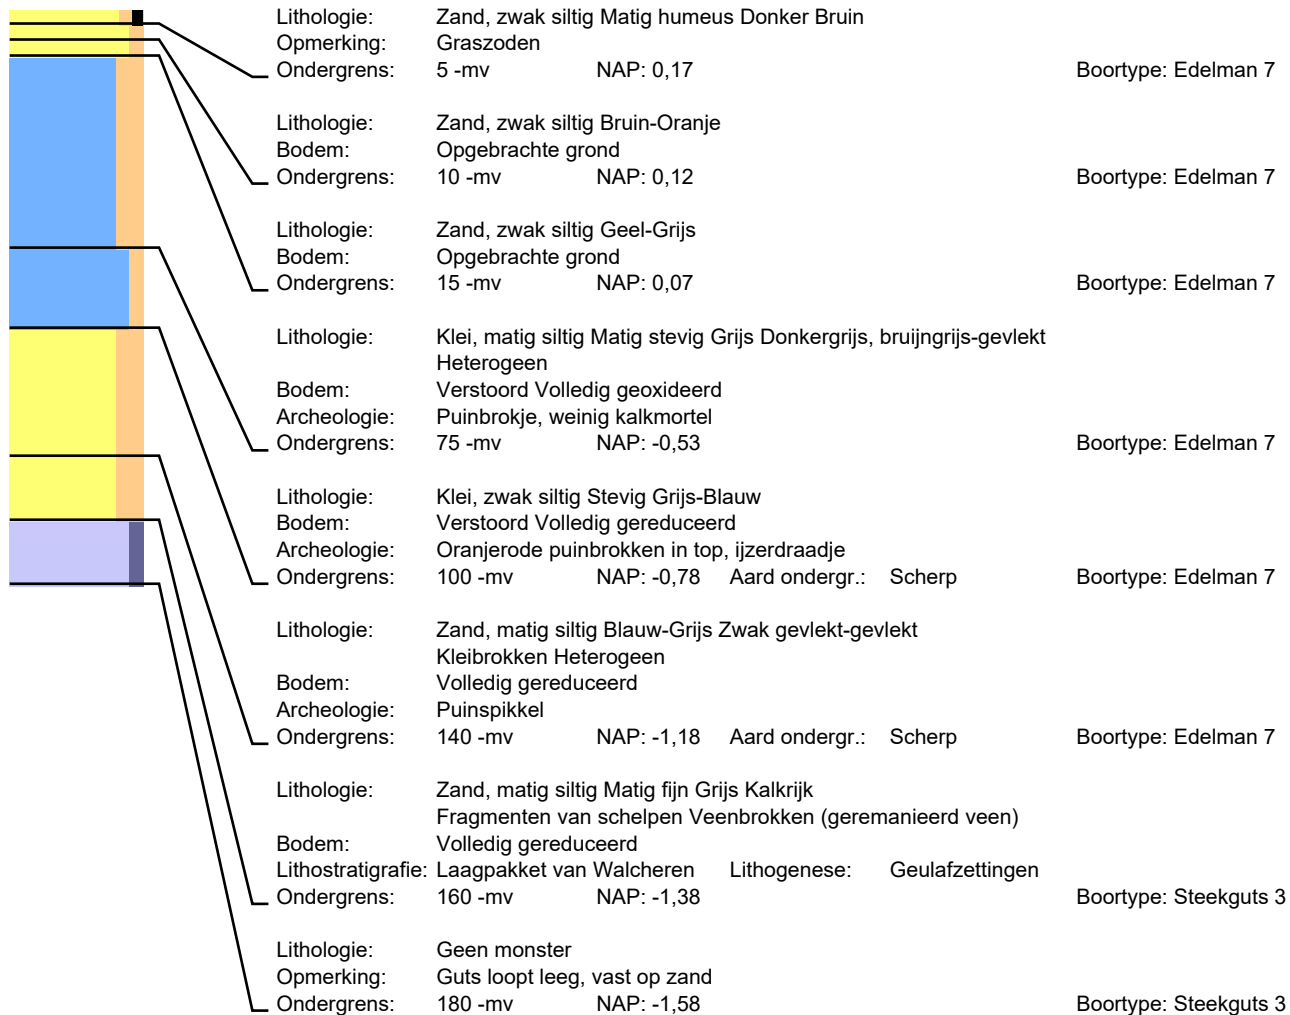 Lithologie: Zand, zwak siltig Matig humeus Donker Bruin
Opmerking: Graszoden
Ondergrens: 5 -mv NAP: 0,17 Boortype: Edelman 7
Lithologie: Zand, zwak siltig Bruin-Oranje
Bodem: Opgebrachte grond
Ondergrens: 10 -mv NAP: 0,12 Boortype: Edelman 7
Lithologie: Zand, zwak siltig Geel-Grijs
Bodem: Opgebrachte grond
Ondergrens: 15 -mv NAP: 0,07 Boortype: Edelman 7
Lithologie: Klei, matig siltig Matig stevig Grijs Donkergrijs, bruijngrijs-gevlekt
Heterogeen
Bodem: Verstoord Volledig geoxideerd
Archeologie: Puinbrokje, weinig kalkmortel
Ondergrens: 75 -mv NAP: -0,53 Boortype: Edelman 7
Lithologie: Klei, zwak siltig Stevig Grijs-Blauw
Bodem: Verstoord Volledig gereduceerd
Archeologie: Oranjerode puinbrokken in top, ijzerdraadje
Ondergrens: 100 -mv NAP: -0,78 Aard ondergr.: Scherp Boortype: Edelman 7
Lithologie: Zand, matig siltig Blauw-Grijs Zwak gevlekt-gevlekt
Kleibrokken Heterogeen
Bodem: Volledig gereduceerd
Archeologie: Puinspikkel
Ondergrens: 140 -mv NAP: -1,18 Aard ondergr.: Scherp Boortype: Edelman 7
Lithologie: Zand, matig siltig Matig fijn Grijs Kalkrijk
Fragmenten van schelpen Veenbrokken (geremanieerd veen)
Bodem: Volledig gereduceerd
Lithostratigrafie: Laagpakket van Walcheren Lithogenese: Geulafzettingen
Ondergrens: 160 -mv NAP: -1,38 Boortype: Steekguts 3
Lithologie: Geen monster
Opmerking: Guts loopt leeg, vast op zand
Ondergrens: 180 -mv NAP: -1,58 Boortype: Steekguts 3